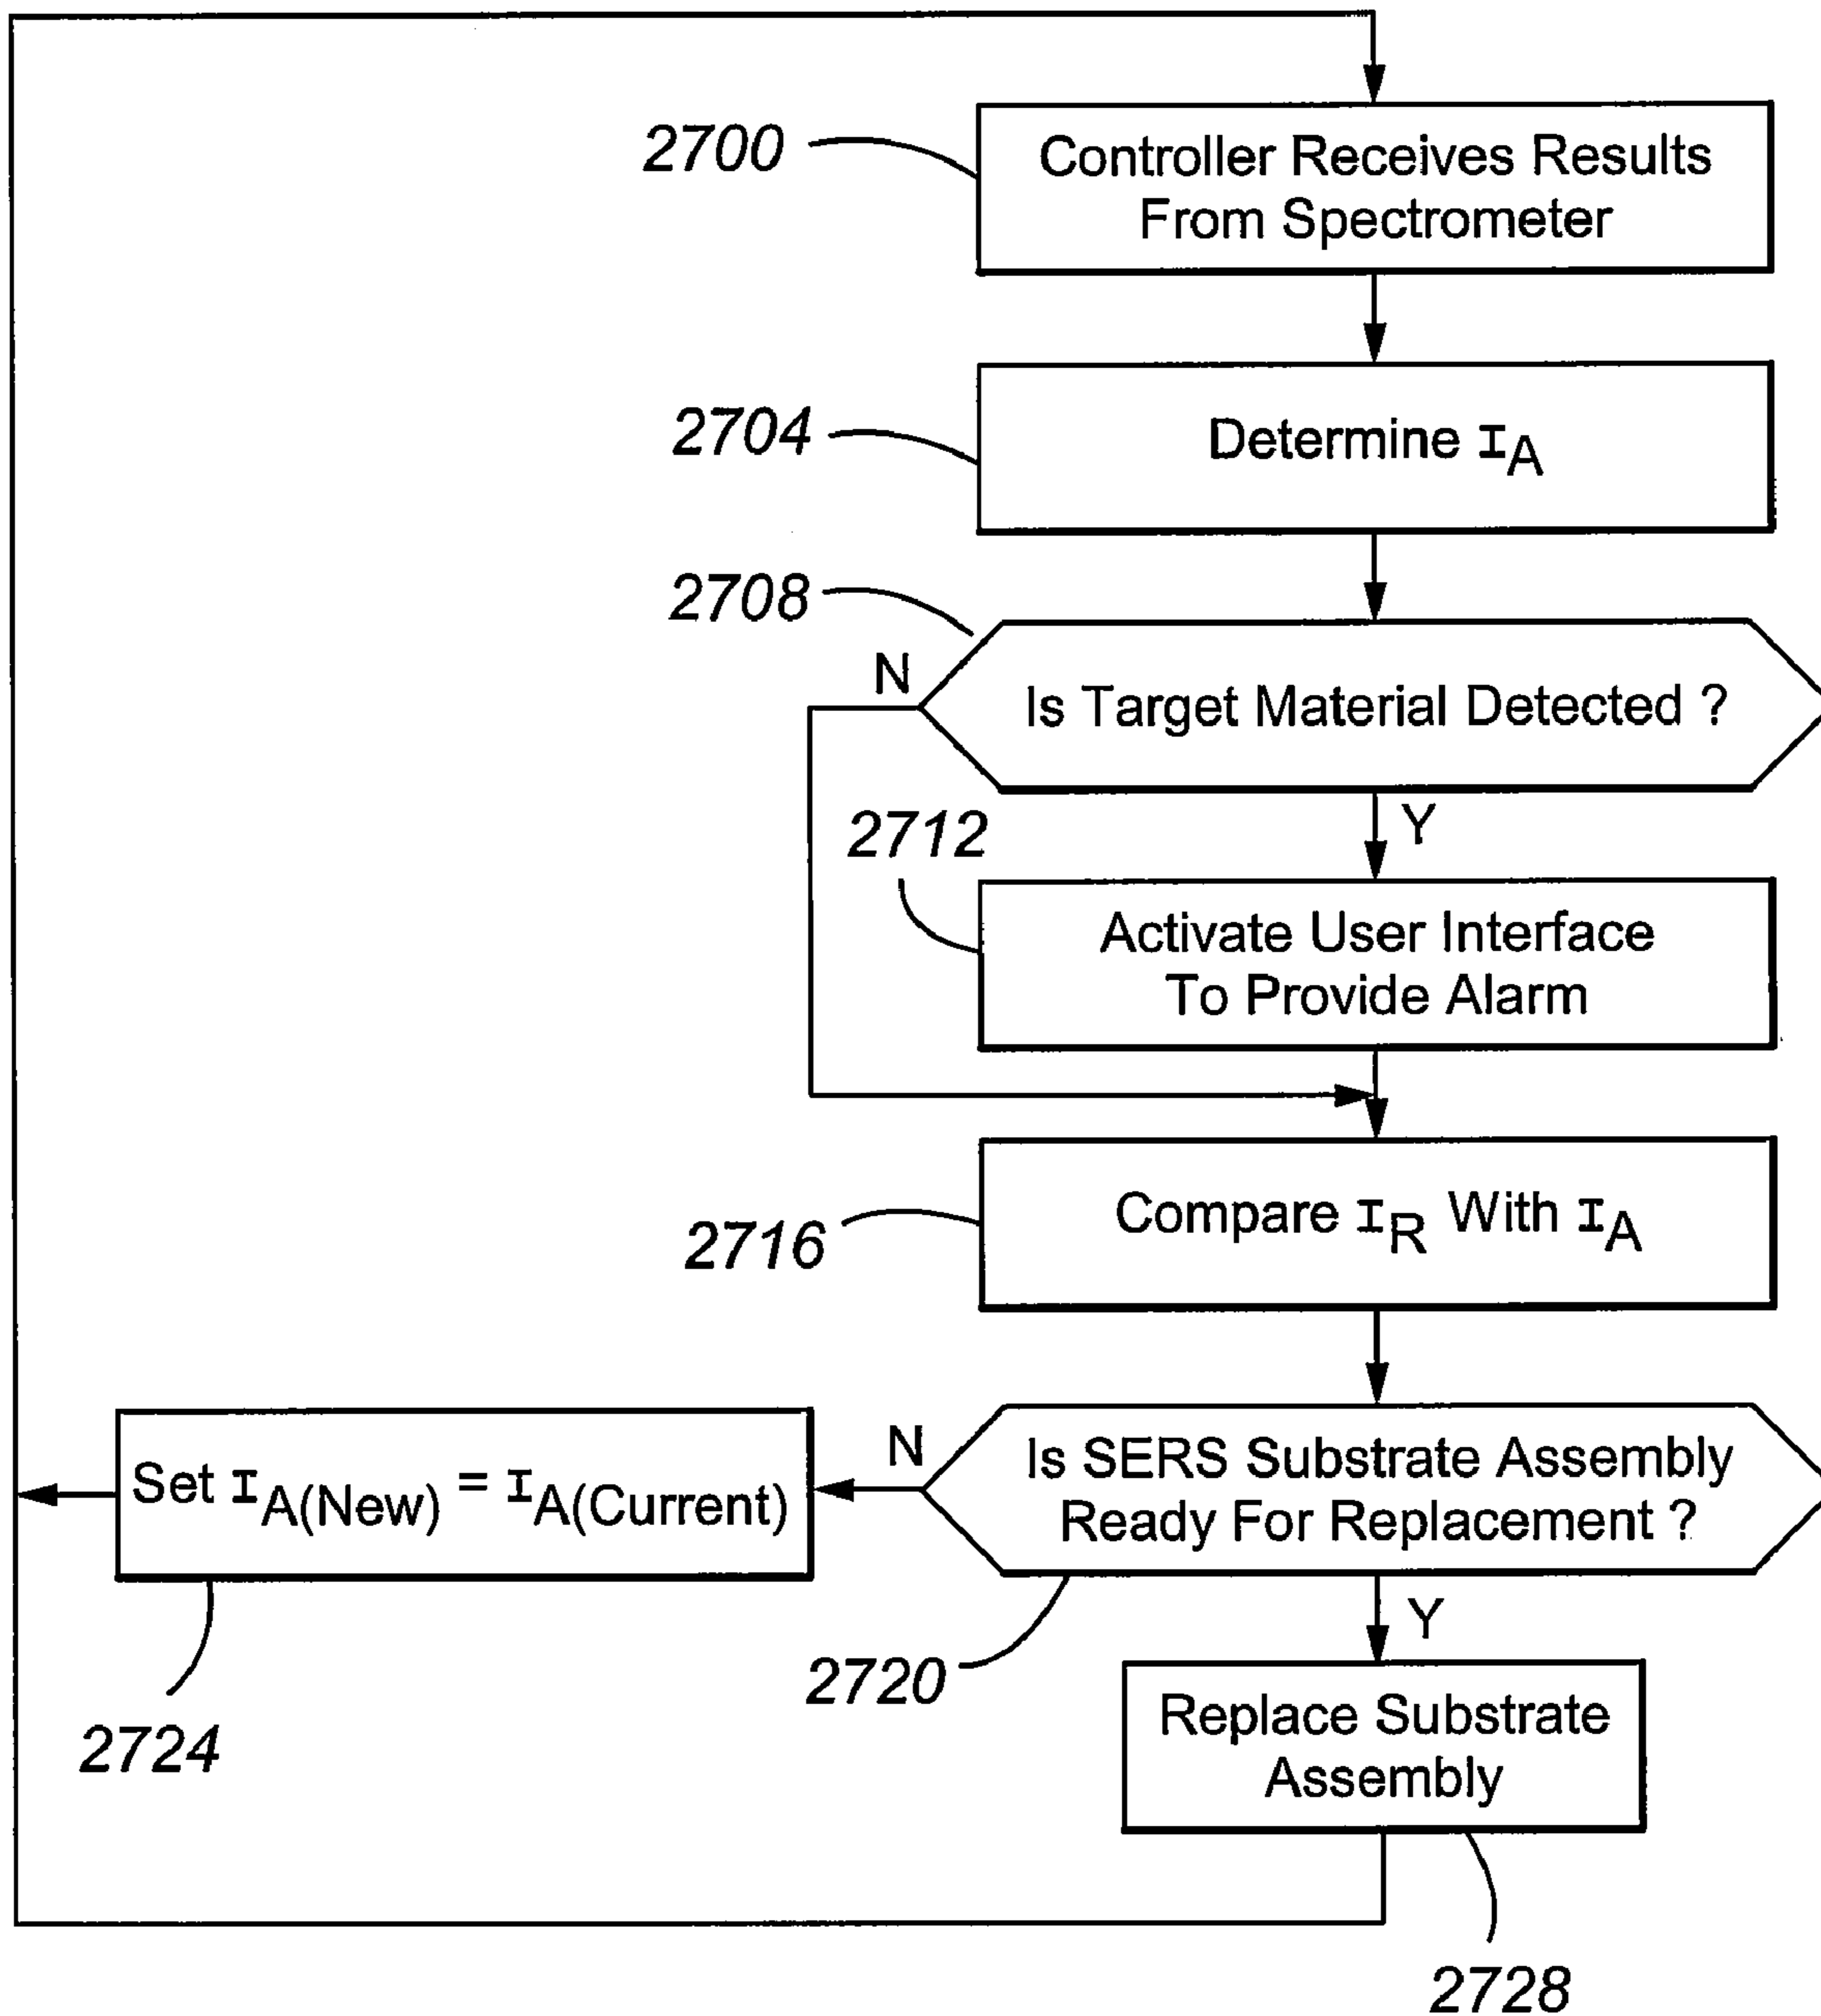 2700
Controller Receives Results
From Spectrometer
2704
Determine IA
2708
N
Is Target Material Detected ?
Y
2712
Activate User Interface
To Provide Alarm
2716
Compare IR With IA
N
Is SERS Substrate Assembly
Ready For Replacement ?
Set IA(New) = IA(Current)
Y
2720
2724
Replace Substrate
Assembly
2728